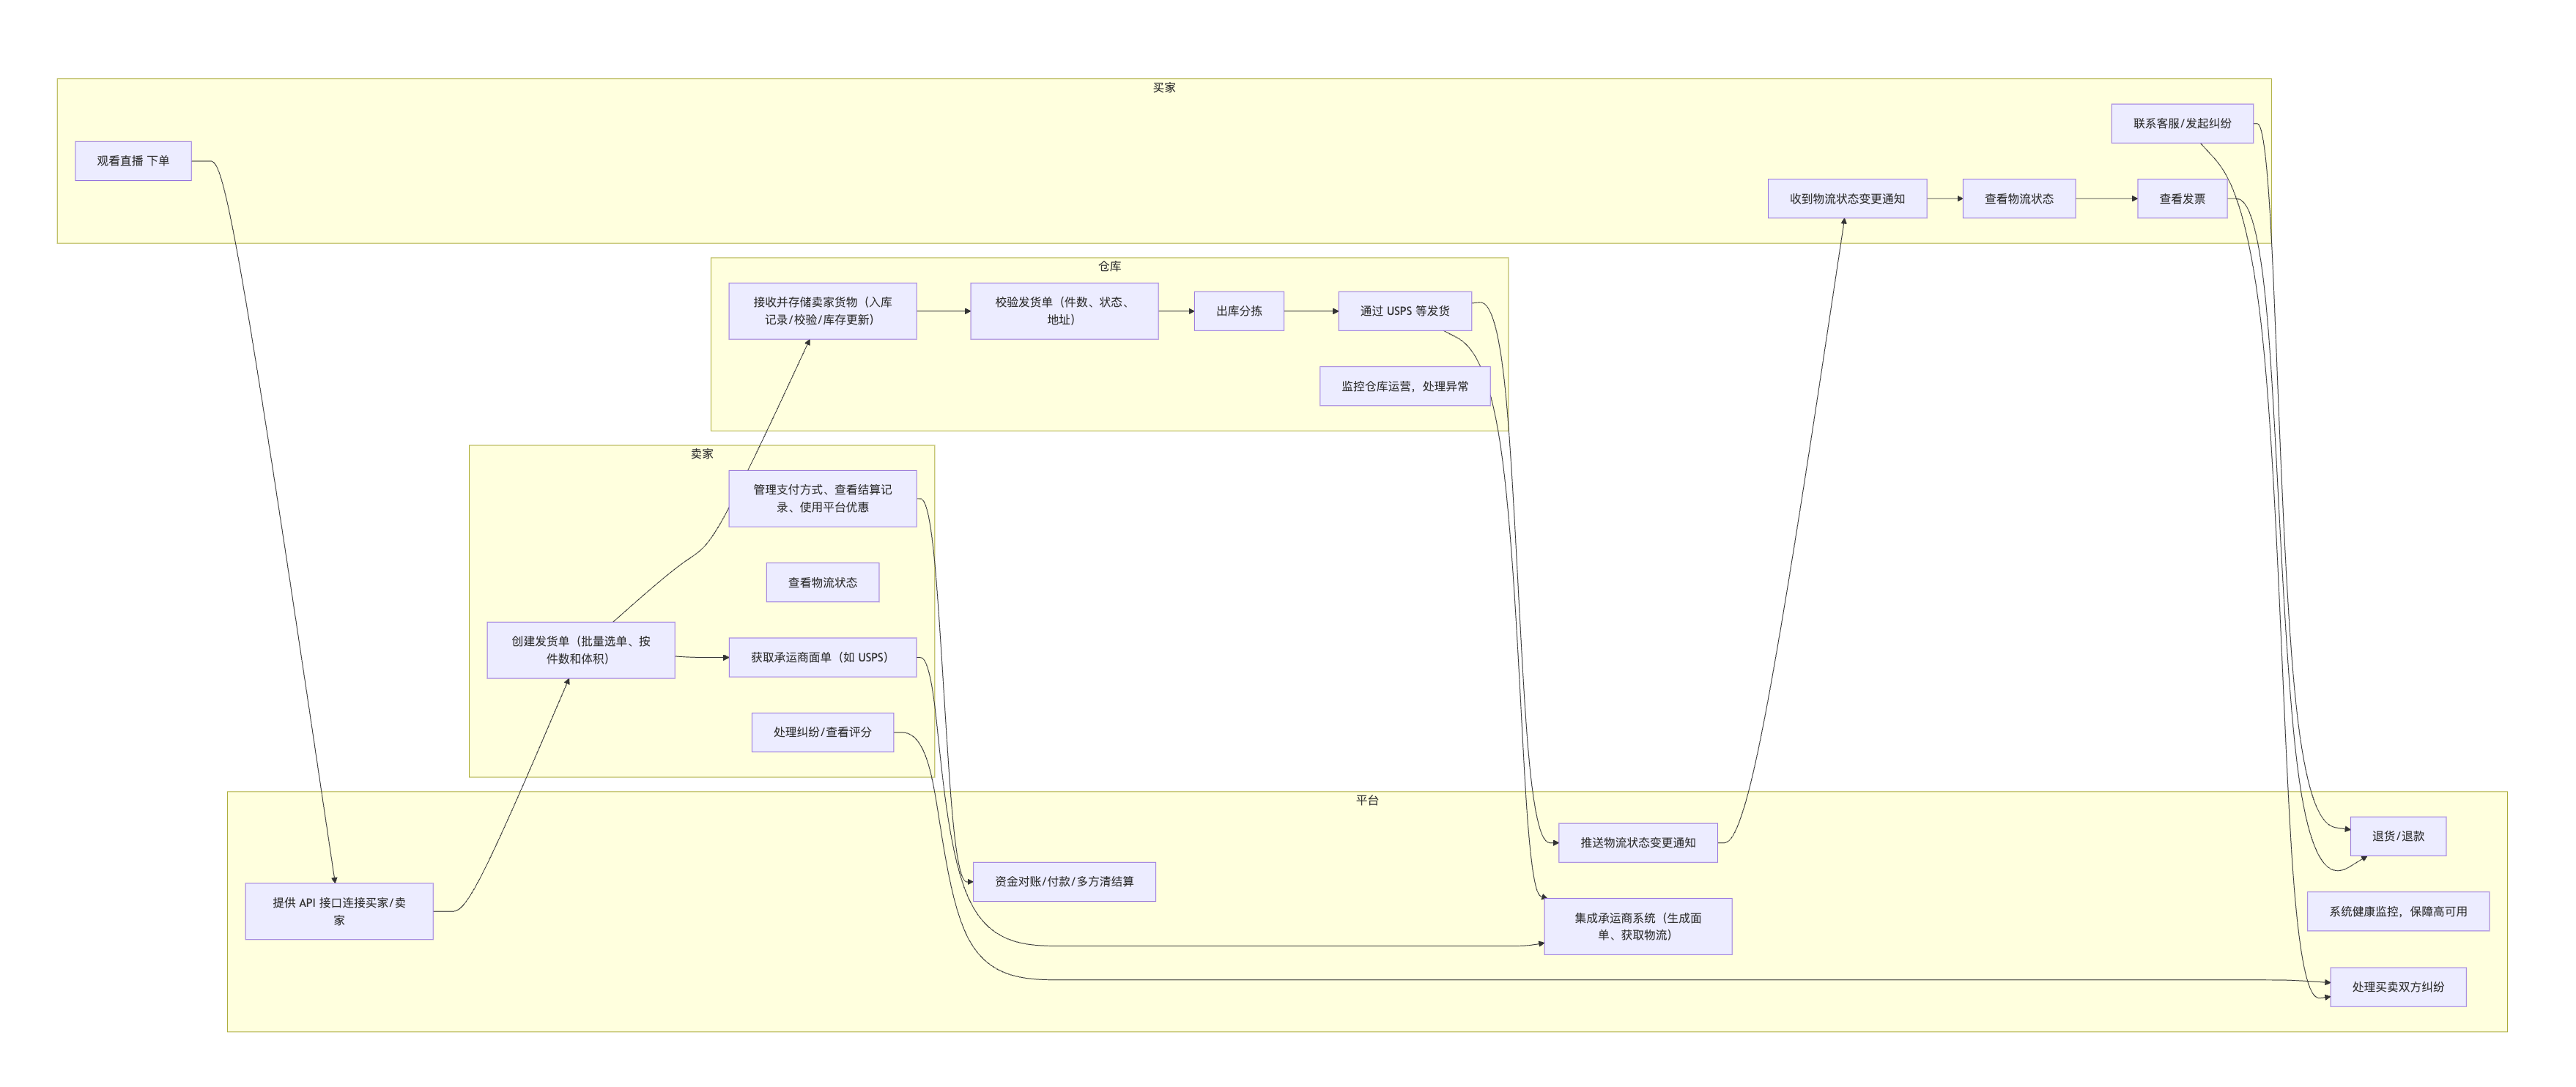 买家
联系客服/发起纠纷
观看直播 下单
收到物流状态变更通知
查看物流状态
查看发票
仓库
接收并存储卖家货物（入库
记录/校验/库存更新）
校验发货单（件数、状态、
地址）
出库分拣
通过 USPS 等发货
监控仓库运营，处理异常
卖家
管理支付方式、查看结算记
录、使用平台优惠
查看物流状态
创建发货单（批量选单、按
件数和体积）
获取承运商面单（如 USPS）
处理纠纷/查看评分
平台
推送物流状态变更通知
退货/退款
资金对账/付款/多方清结算
提供 API 接口连接买家/卖
家
集成承运商系统（生成面
单、获取物流）
系统健康监控，保障高可用
处理买卖双方纠纷